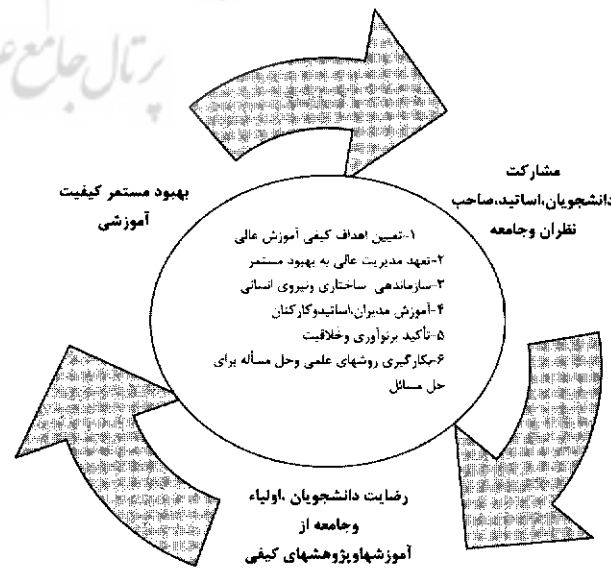 پرتال جامع ع
بهبود مستمر کیفیت
آموزشی
مشارکت
دانشجویان،اساتید،صاحب
نظران وجامعه
۱-تعیین اهداف کیفی آموزش عالی
۲-تعهد مدیریت عالی به بهبود مستمر
۳-سازماندهی ساختاری ونیروی انسانی
۴-آموزش مدیران،اساتیدوکارکنان
۵-تأکید برنوآوری وخلاقیت
۶-بکارگیری روشهای علمی وحل مسأله برای
حل مسائل
رضایت دانشجویان ،اولیاء
وجامعه از
آموزشهاوپژوهشهای کیفی